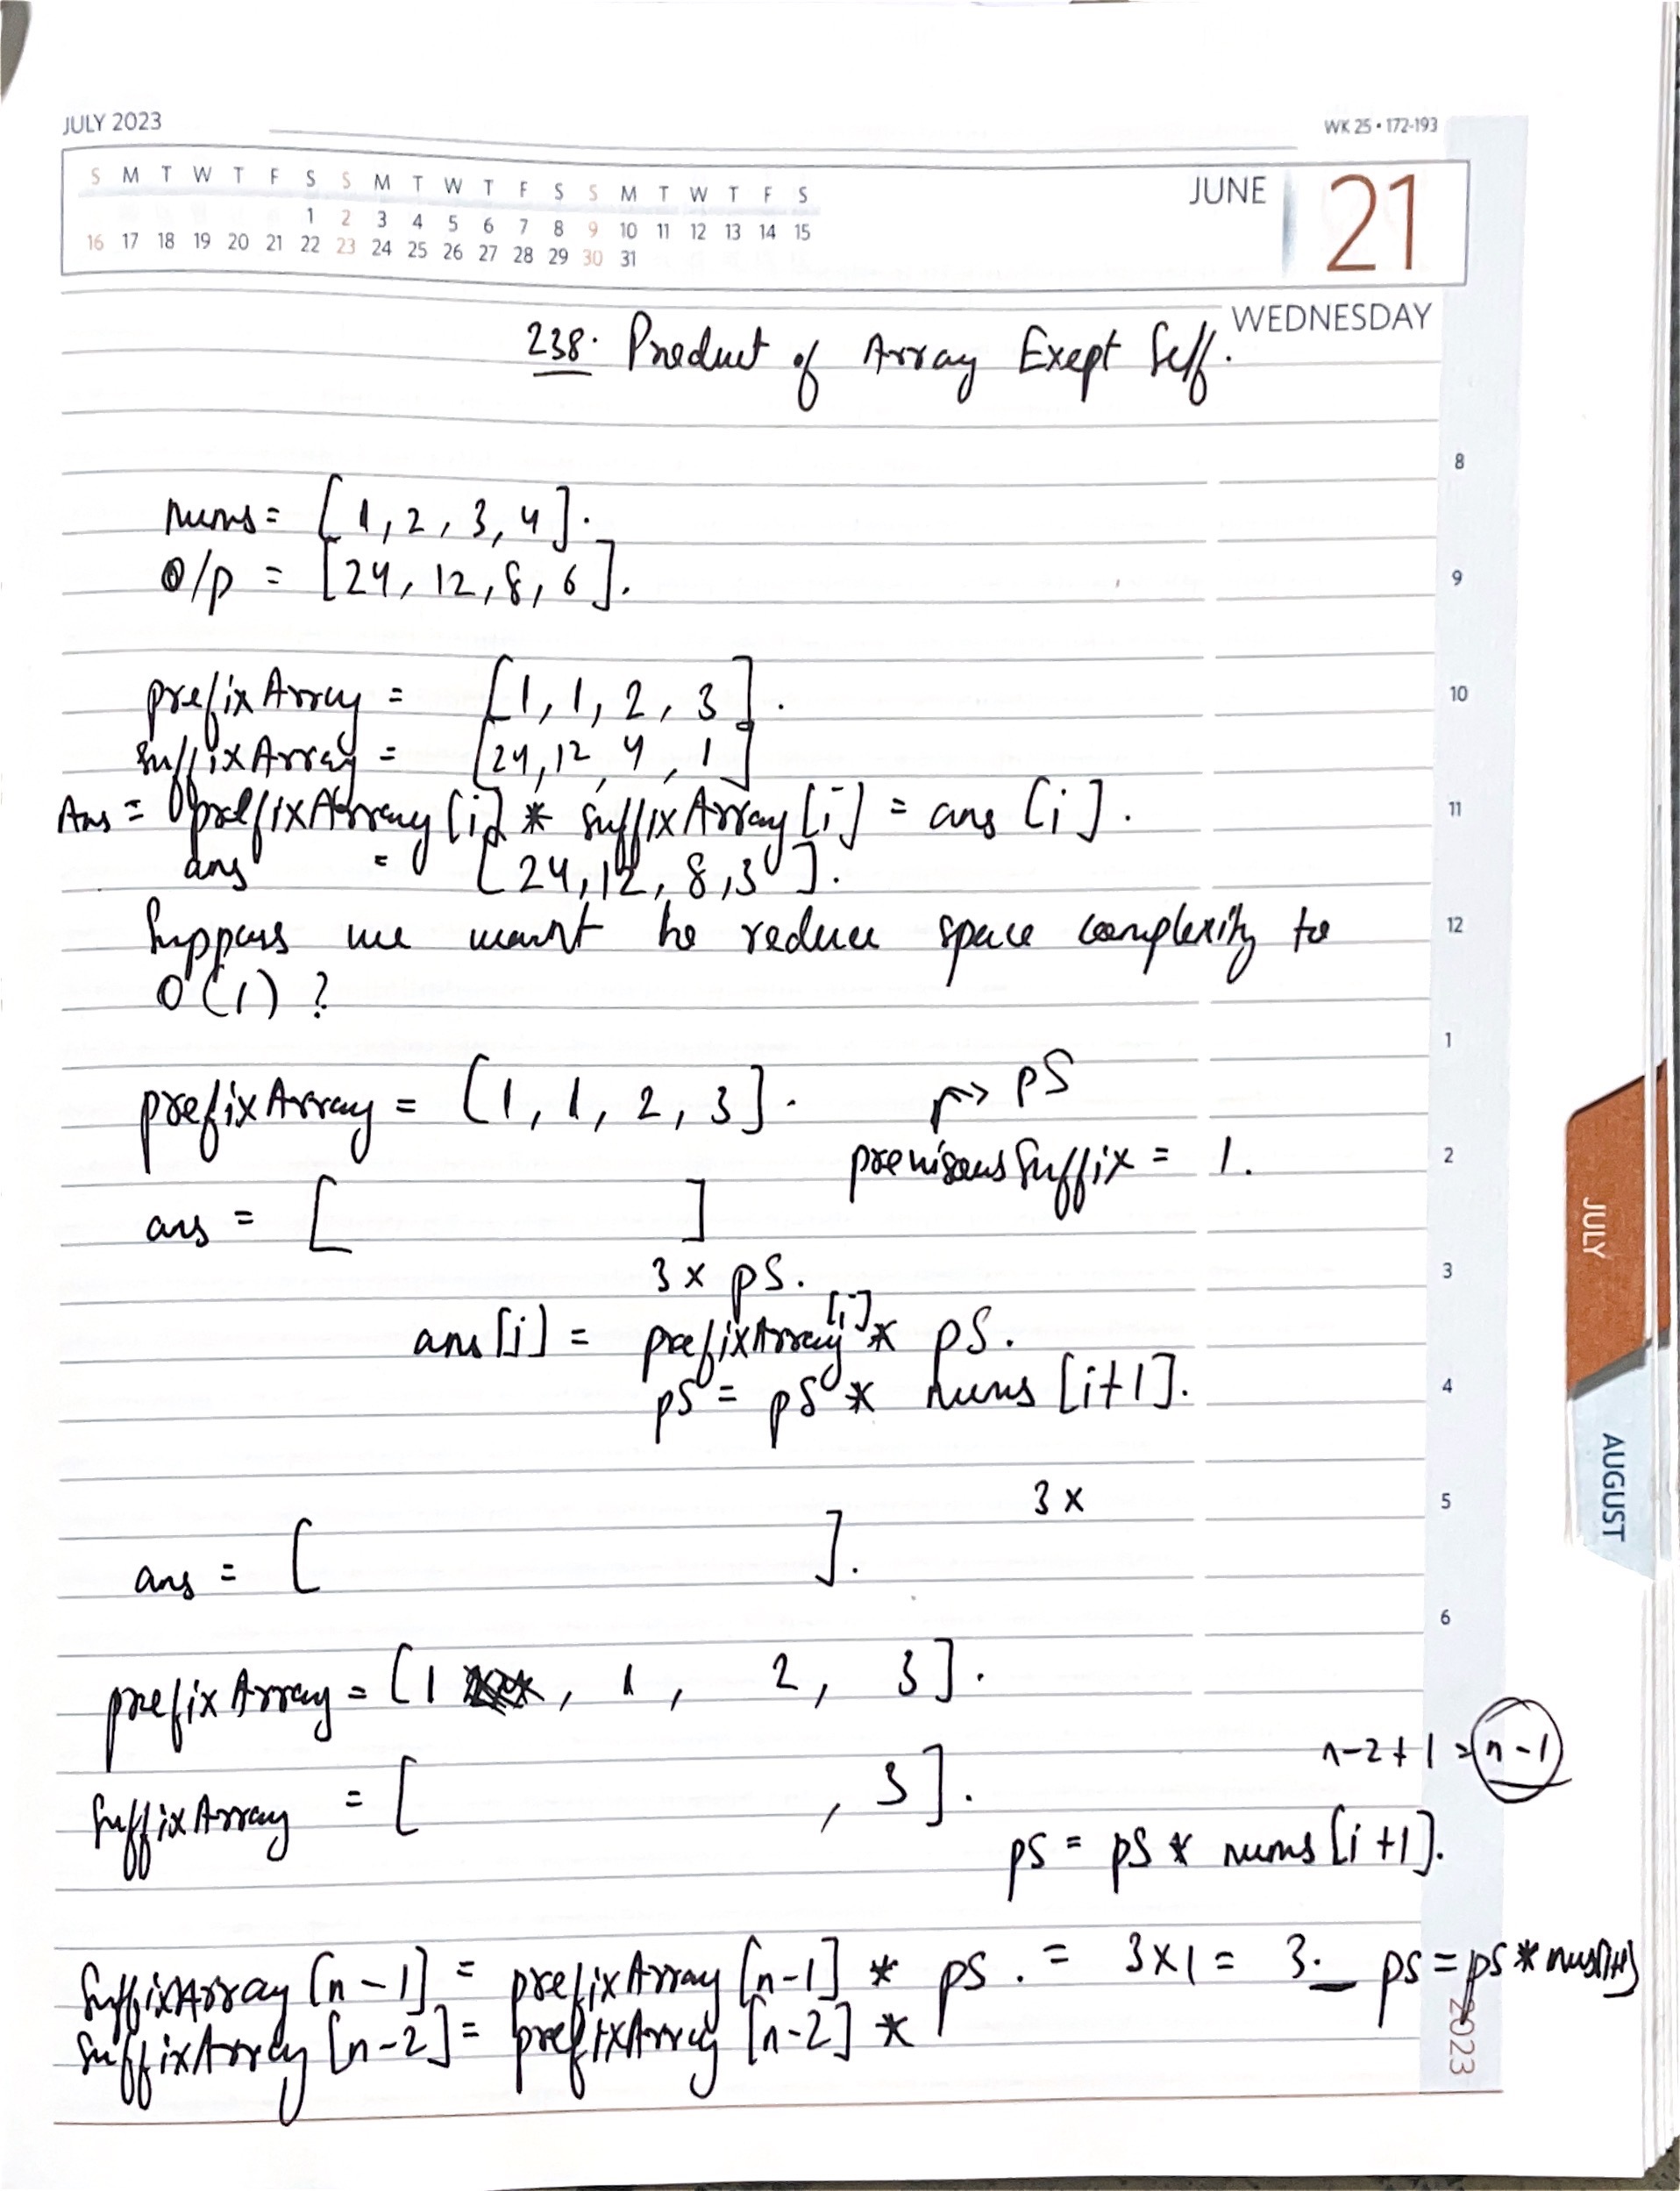 JULY 2023
WK 25 • 172-193
S M T W T F S S M T W T F S S M T W T F S
1 2 3 4 5 6 7 8 9 10 11 12 13 14 15
16 17 18 19 20 21 22 23 24 25 26 27 28 29 30 31
JUNE 21
WEDNESDAY
238. Product of Array Exept Self.
8
nums = [1, 2, 3, 4].
O/p = [24, 12, 8, 6].
9
prefixArray = [1, 1, 2, 3].
10
suffixArray = [24, 12, 4, 1]
Ans = prefixArray[i] * suffixArray[i] = ans[i].
11
ans = [24, 12, 8, 3].
Suppous we want to reduce space complexity to
12
O(1) ?
1
prefixArray = [1, 1, 2, 3].
→ pS
previousSuffix = 1.
2
ans = [ ]
3 x pS.
3
ans[i] = prefixArray[i] * pS.
pS = pS * nums[i+1].
4
3 x
5
ans = [ ].
6
prefixArray = [1 , 1, 2, 3].
n-2+1 = n-1
suffixArray = [ , 3].
pS = pS * nums[i+1].
SuffixArray[n-1] = prefixArray[n-1] * pS. = 3x1 = 3. pS = pS * nus[i+1]
SuffixArray[n-2] = prefixArray[n-2] *
2023
JULY
AUGUST